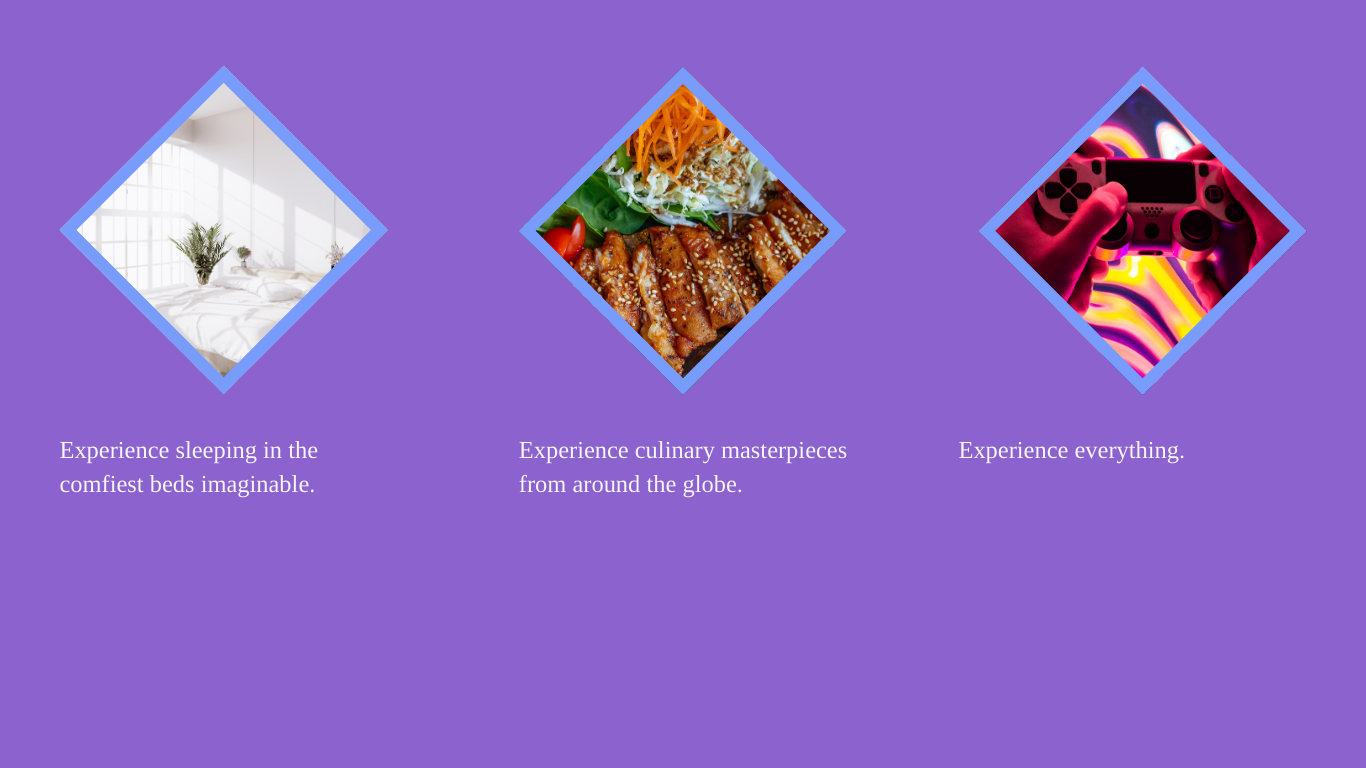 Experience sleeping in the
comfiest beds imaginable.
Experience culinary masterpieces
from around the globe.
Experience everything.